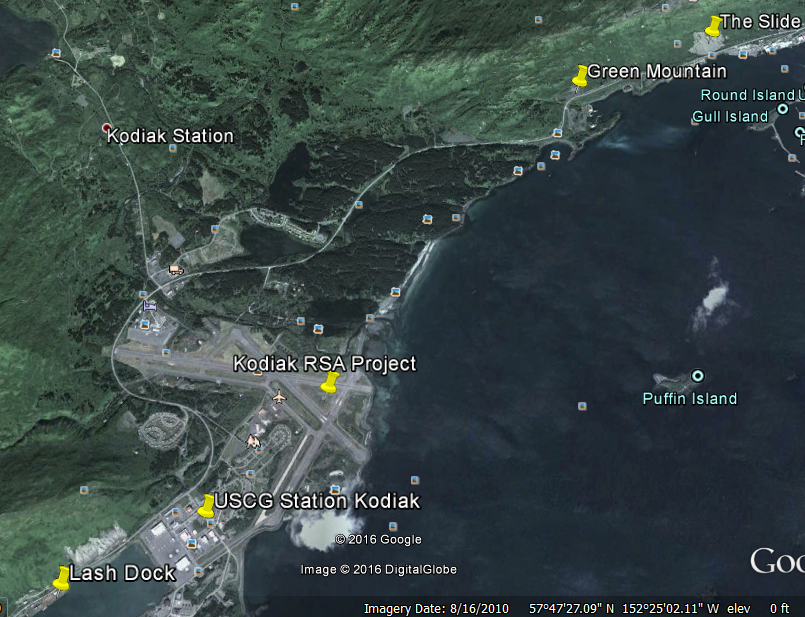 The Slide
Green Mountain
Round Island
Gull Island
Kodiak Station
Kodiak RSA Project
Puffin Island
USCG Station Kodiak
© 2016 Google
Lash Dock
Image © 2016 DigitalGlobe
Goo
Imagery Date: 8/16/2010 57°47'27.09" N 152°25'02.11" W elev 0 ft